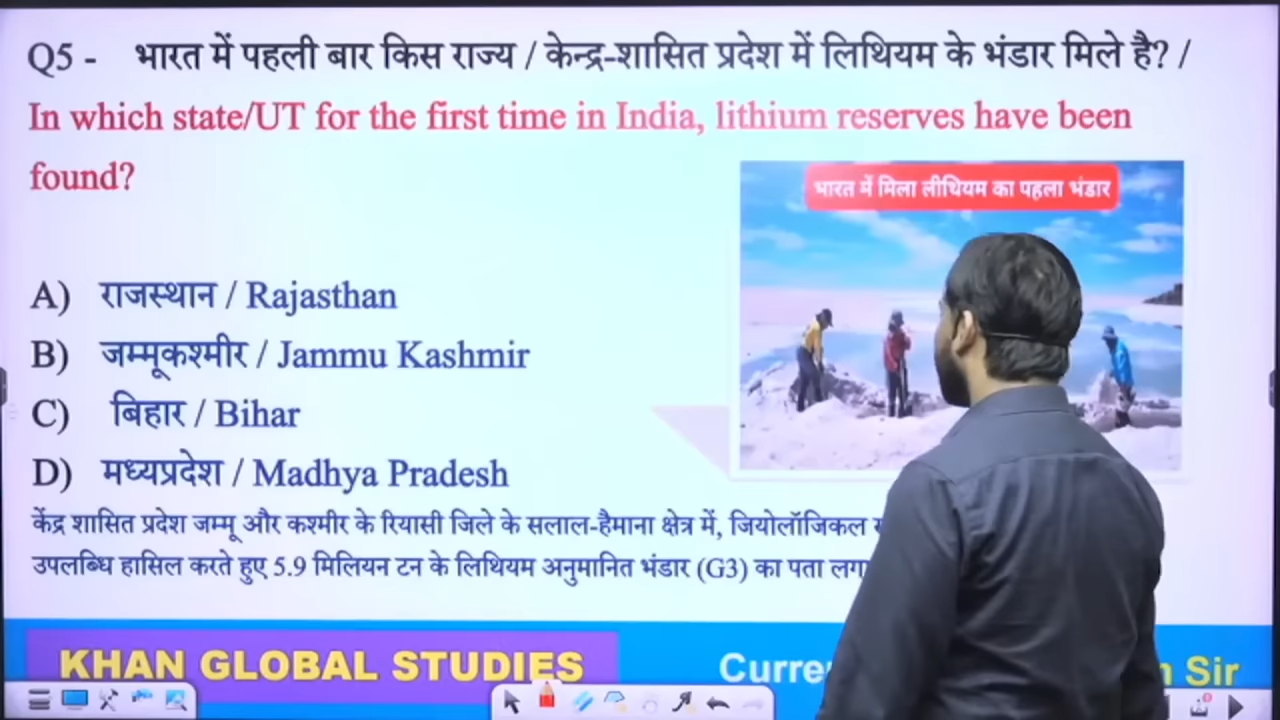 Q5 - भारत में पहली बार किस राज्य / केन्द्र-शासित प्रदेश में लिथियम के भंडार मिले है? /
In which state/UT for the first time in India, lithium reserves have been
found?
भारत में मिला लीथियम का पहला भंडार
A) राजस्थान / Rajasthan
B) जम्मूकश्मीर / Jammu Kashmir
C) बिहार / Bihar
D) मध्यप्रदेश / Madhya Pradesh
केंद्र शासित प्रदेश जम्मू और कश्मीर के रियासी जिले के सलाल-हैमाना क्षेत्र में, जियोलॉजिकल
उपलब्धि हासिल करते हुए 5.9 मिलियन टन के लिथियम अनुमानित भंडार (G3) का पता
KHAN GLOBAL STUDIES
Sir